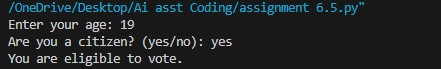 /OneDrive/Desktop/Ai asst Coding/assignment 6.5.py"
Enter your age: 19
Are you a citizen? (yes/no): yes
You are eligible to vote.